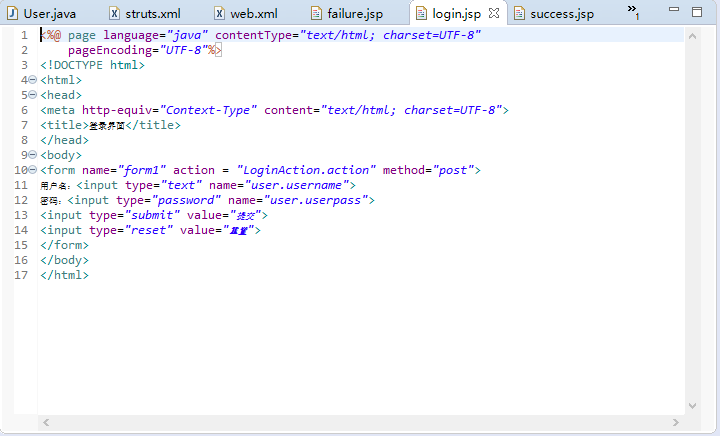 User.java struts.xml web.xml failure.jsp login.jsp success.jsp »1
1 <%@ page language="java" contentType="text/html; charset=UTF-8"
2 pageEncoding="UTF-8"%>
3 <!DOCTYPE html>
4 <html>
5 <head>
6 <meta http-equiv="Context-Type" content="text/html; charset=UTF-8">
7 <title>登录界面</title>
8 </head>
9 <body>
10 <form name="form1" action = "LoginAction.action" method="post">
11 用户名：<input type="text" name="user.username">
12 密码：<input type="password" name="user.userpass">
13 <input type="submit" value="提交">
14 <input type="reset" value="重置">
15 </form>
16 </body>
17 </html>